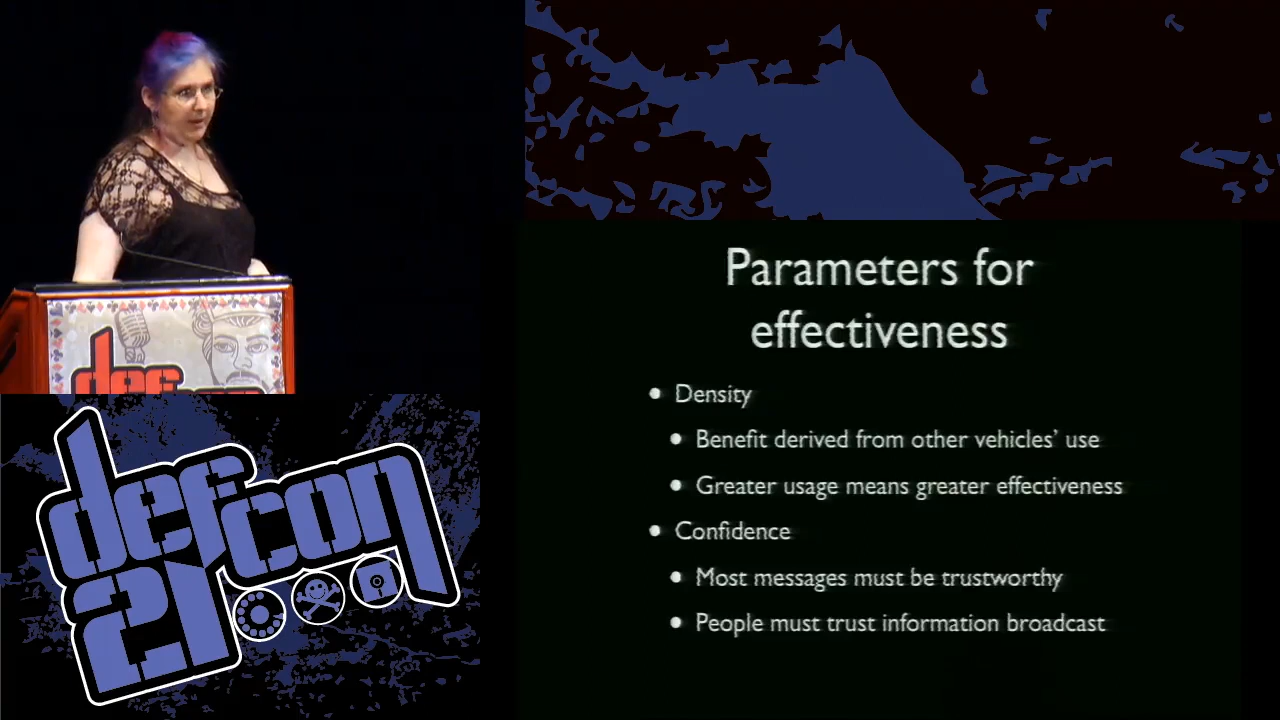 def
Parameters for
effectiveness
Density
Benefit derived from other vehicles’ use
Greater usage means greater effectiveness
Confidence
Most messages must be trustworthy
People must trust information broadcast
defcon
21